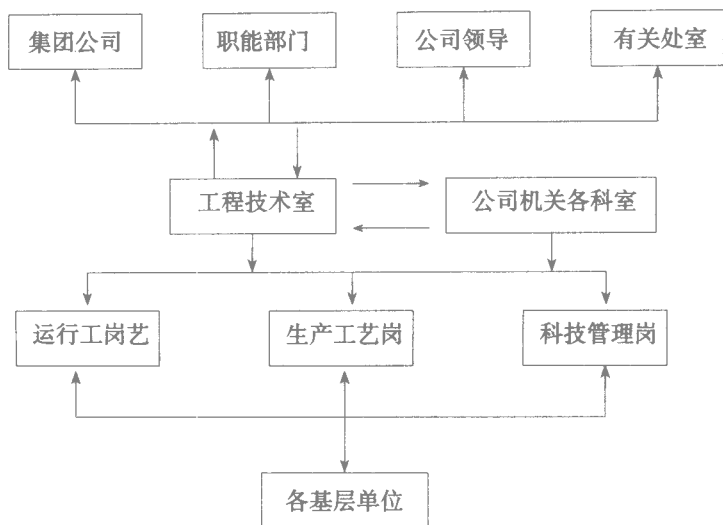 集团公司
职能部门
公司领导
有关处室
工程技术室
公司机关各科室
运行工岗艺
生产工艺岗
科技管理岗
各基层单位